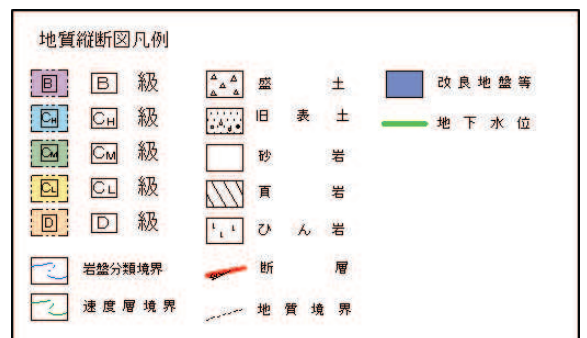 地質縦断図凡例
B B 級
CH CH 級
CM CM 級
CL CL 級
D D 級
岩盤分類境界
速度層境界
盛土
旧表土
砂岩
頁岩
ひん岩
断層
地質境界
改良地盤等
地下水位